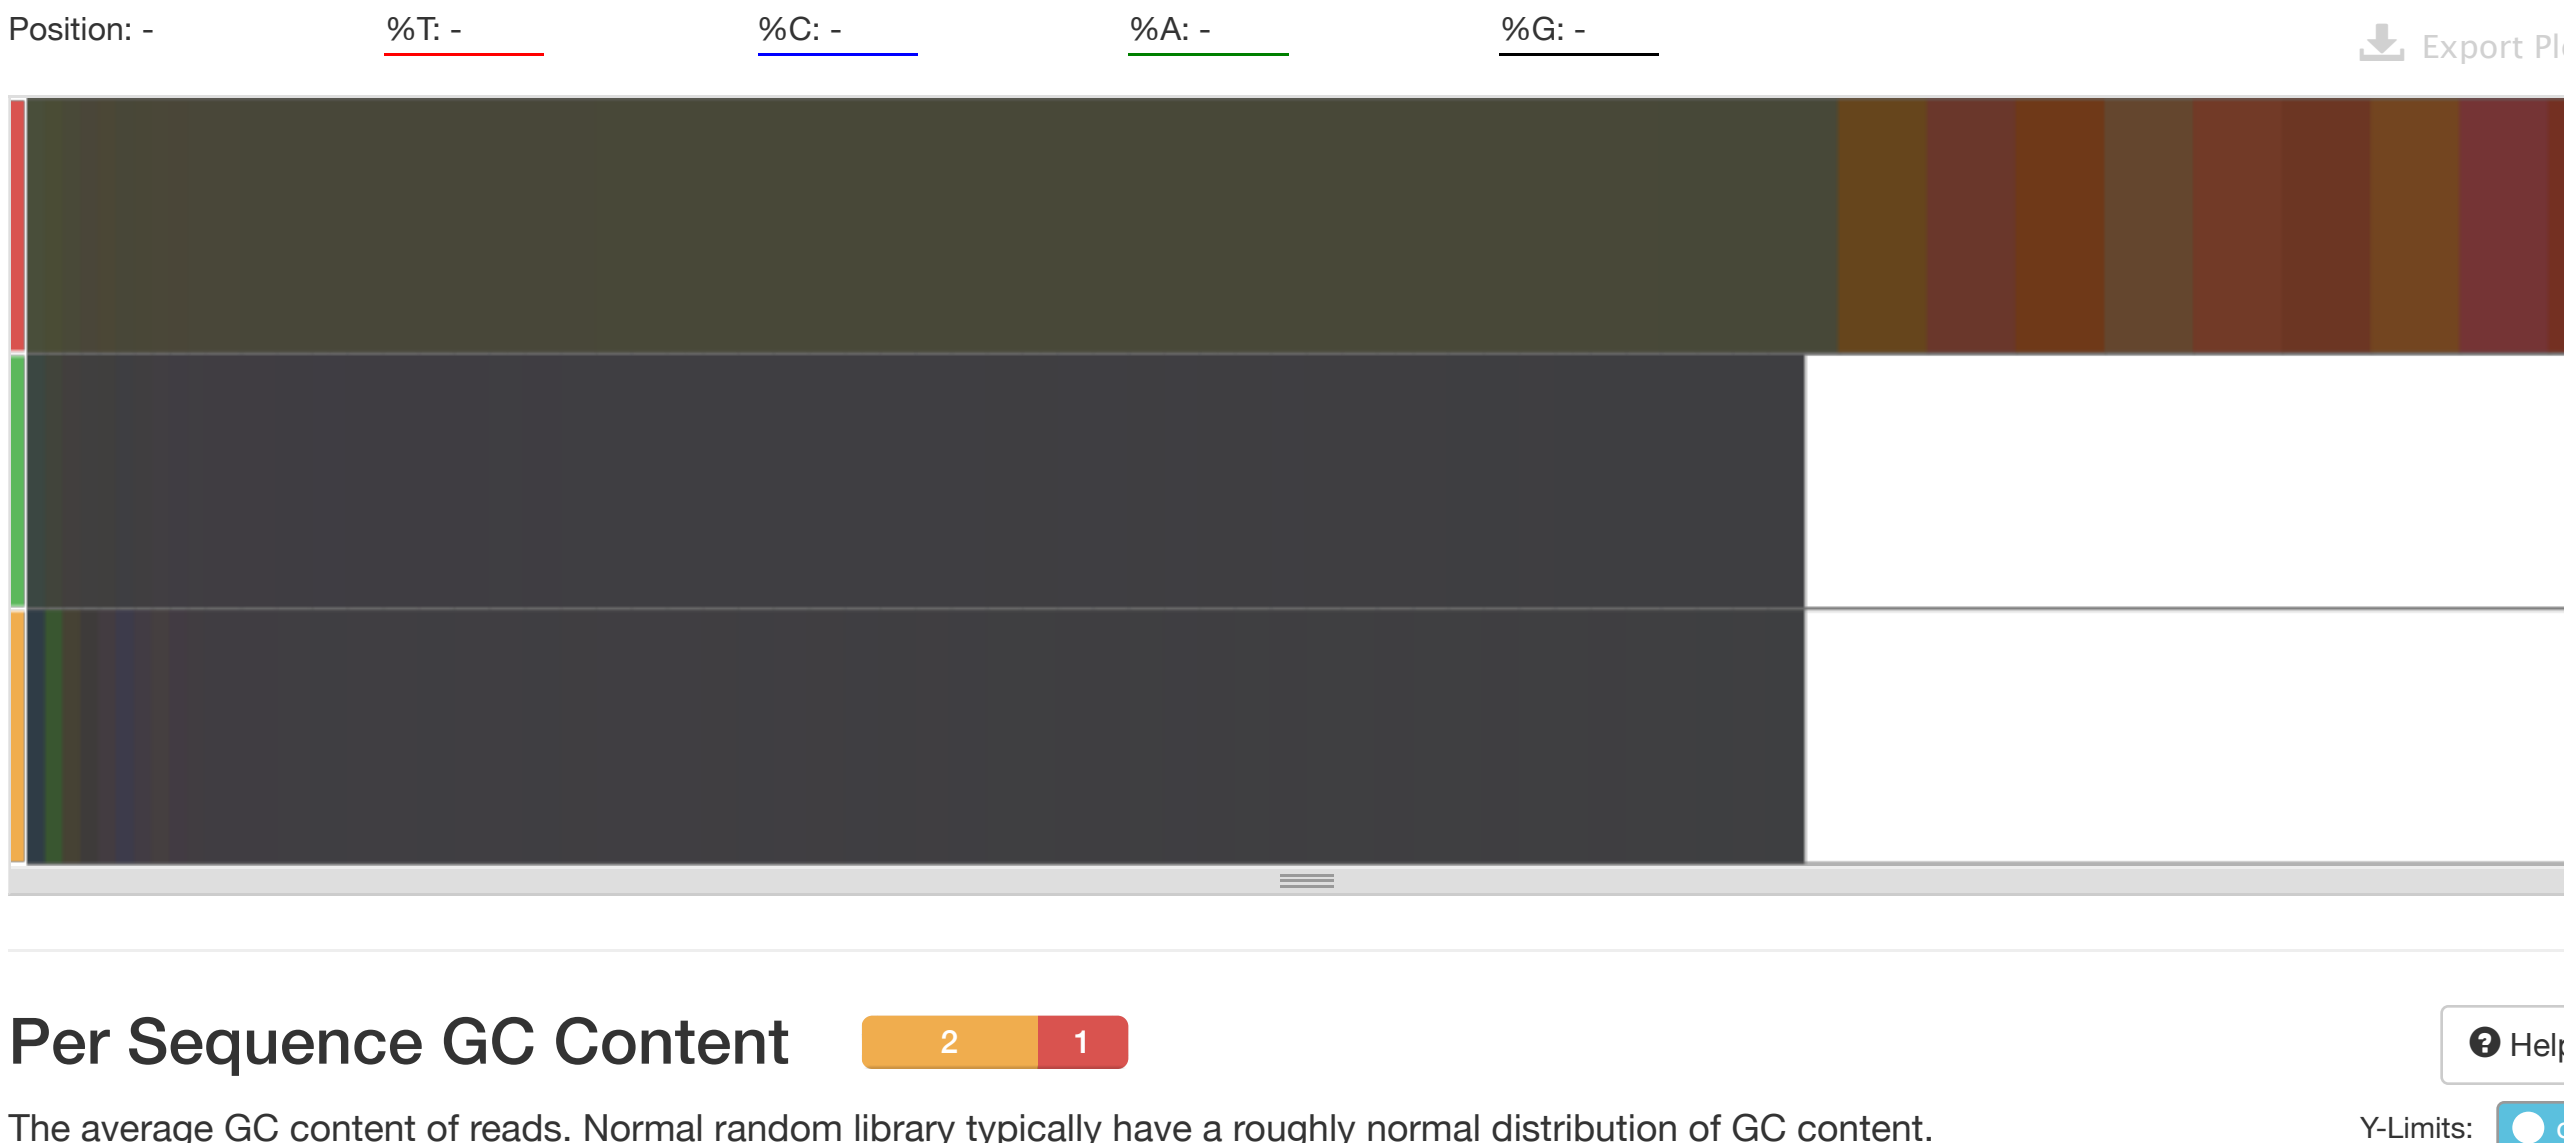 Position: - %T: - %C: - %A: - %G: - Export
Per Sequence GC Content 2 1 Help
The average GC content of reads. Normal random library typically have a roughly normal distribution of GC content. Y-Limits: